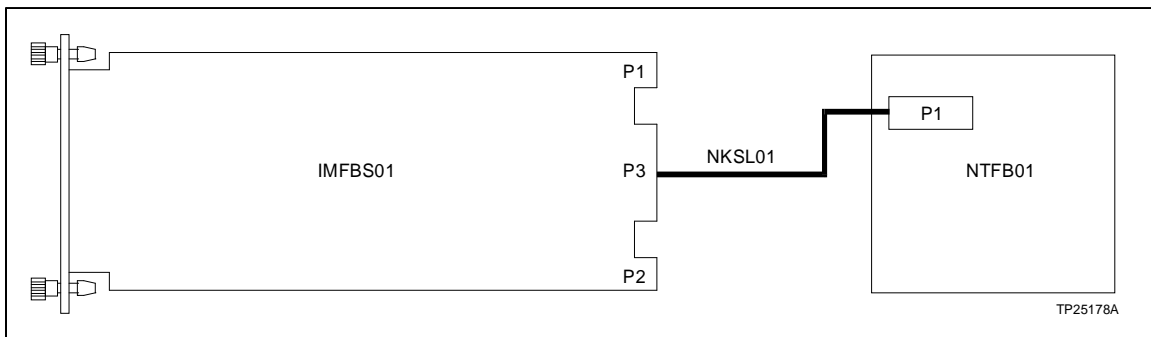 P1
P1
NKSL01
IMFBS01
P3
NTFB01
P2
TP25178A